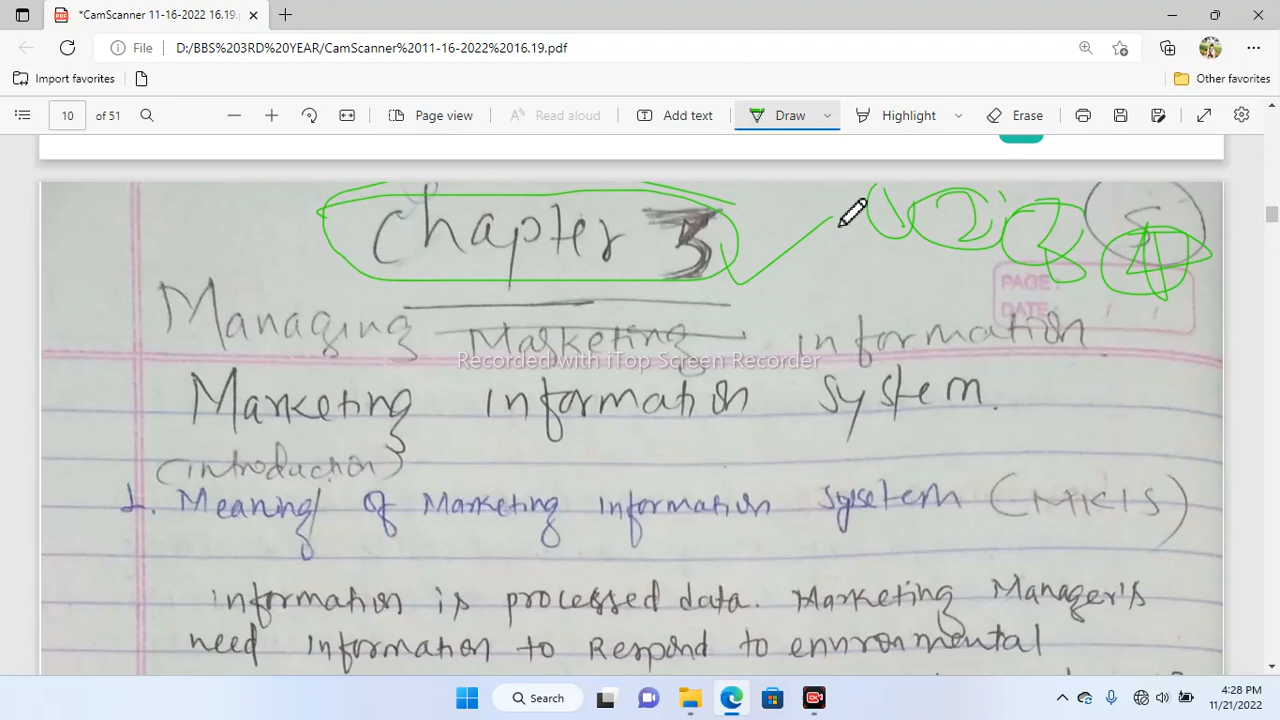 *CamScanner 11-16-2022 16.19.
File D:/BBS%203RD%20YEAR/CamScanner%2011-16-2022%2016.19.pdf
Import favorites Other favorites
10 of 51 Page view Read aloud Add text Draw Highlight Erase
Chapter 3 1 2 3 4 5
PAGE:
DATE: / /
Managing Marketing information.
Recorded with iTop Screen Recorder
Marketing information system.
(introduction)
1. Meaning of Marketing Information Sysetem (MKIS)
information is processed data. Marketing Manager's
need information to respond to environmental
Search
4:28 PM
11/21/2022